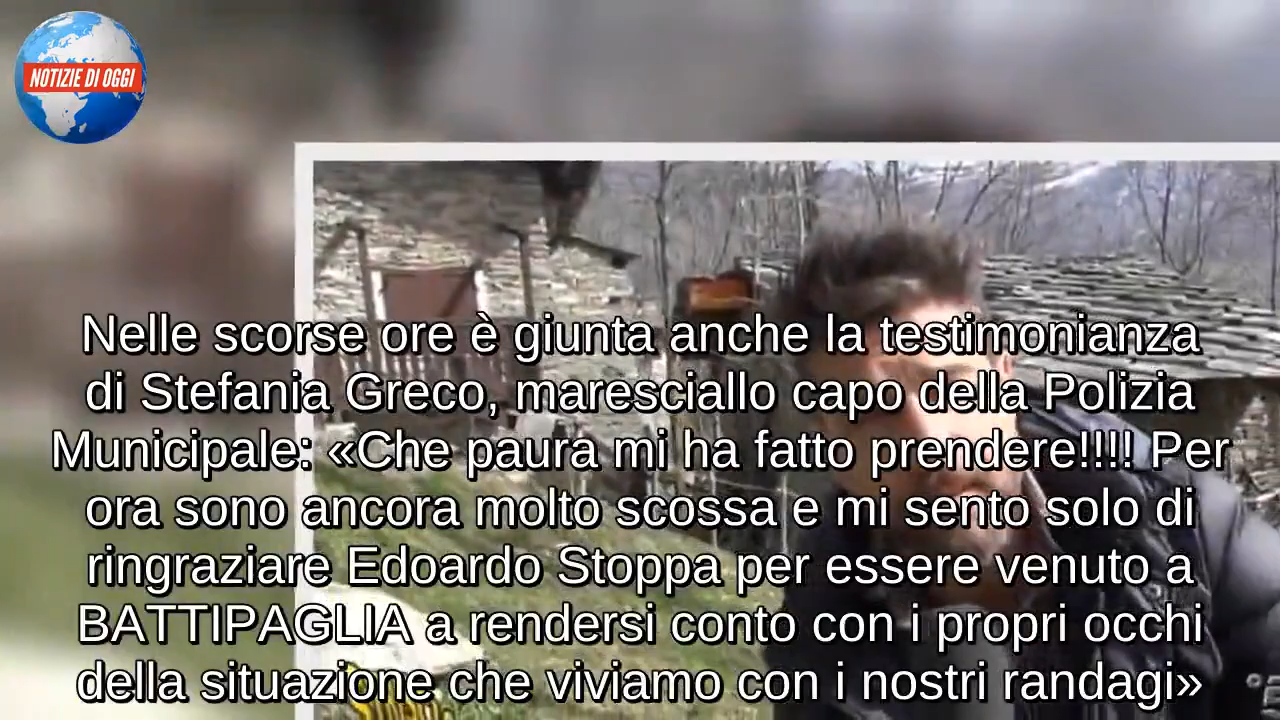 NOTIZIE DI OGGI
Nelle scorse ore è giunta anche la testimonianza
di Stefania Greco, maresciallo capo della Polizia
Municipale: «Che paura mi ha fatto prendere!!!! Per
ora sono ancora molto scossa e mi sento solo di
ringraziare Edoardo Stoppa per essere venuto a
BATTIPAGLIA a rendersi conto con i propri occhi
della situazione che viviamo con i nostri randagi»